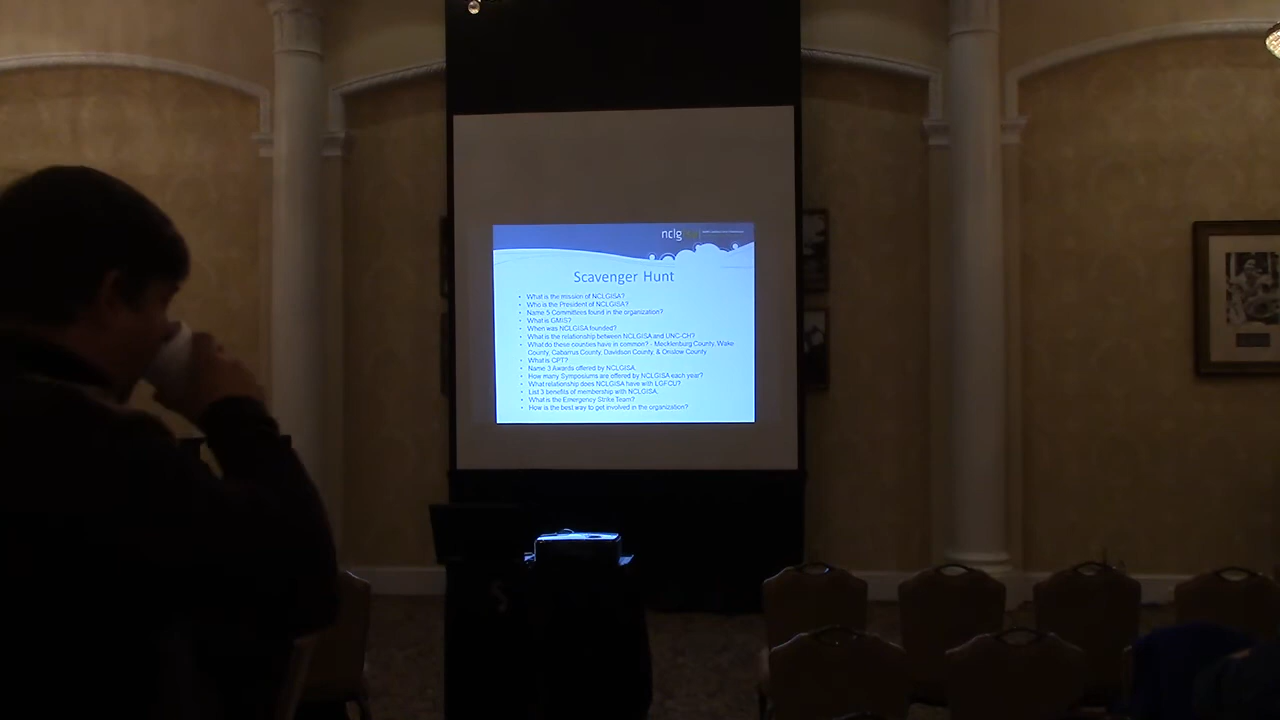 nclg
Scavenger Hunt
• What is the mission of NCLGISA?
• Who is the President of NCLGISA?
• Name 5 Committees found in the organization?
• What is GMIS?
• When was NCLGISA founded?
• What is the relationship between NCLGISA and UNC-CH?
• What do these counties have in common? - Mecklenburg County, Wake
County, Cabarrus County, Davidson County, & Onslow County
• What is CPT?
• Name 3 Awards offered by NCLGISA.
• How many Symposiums are offered by NCLGISA each year?
• What relationship does NCLGISA have with LGFCU?
• List 3 benefits of membership with NCLGISA.
• What is the Emergency Strike Team?
• How is the best way to get involved in the organization?